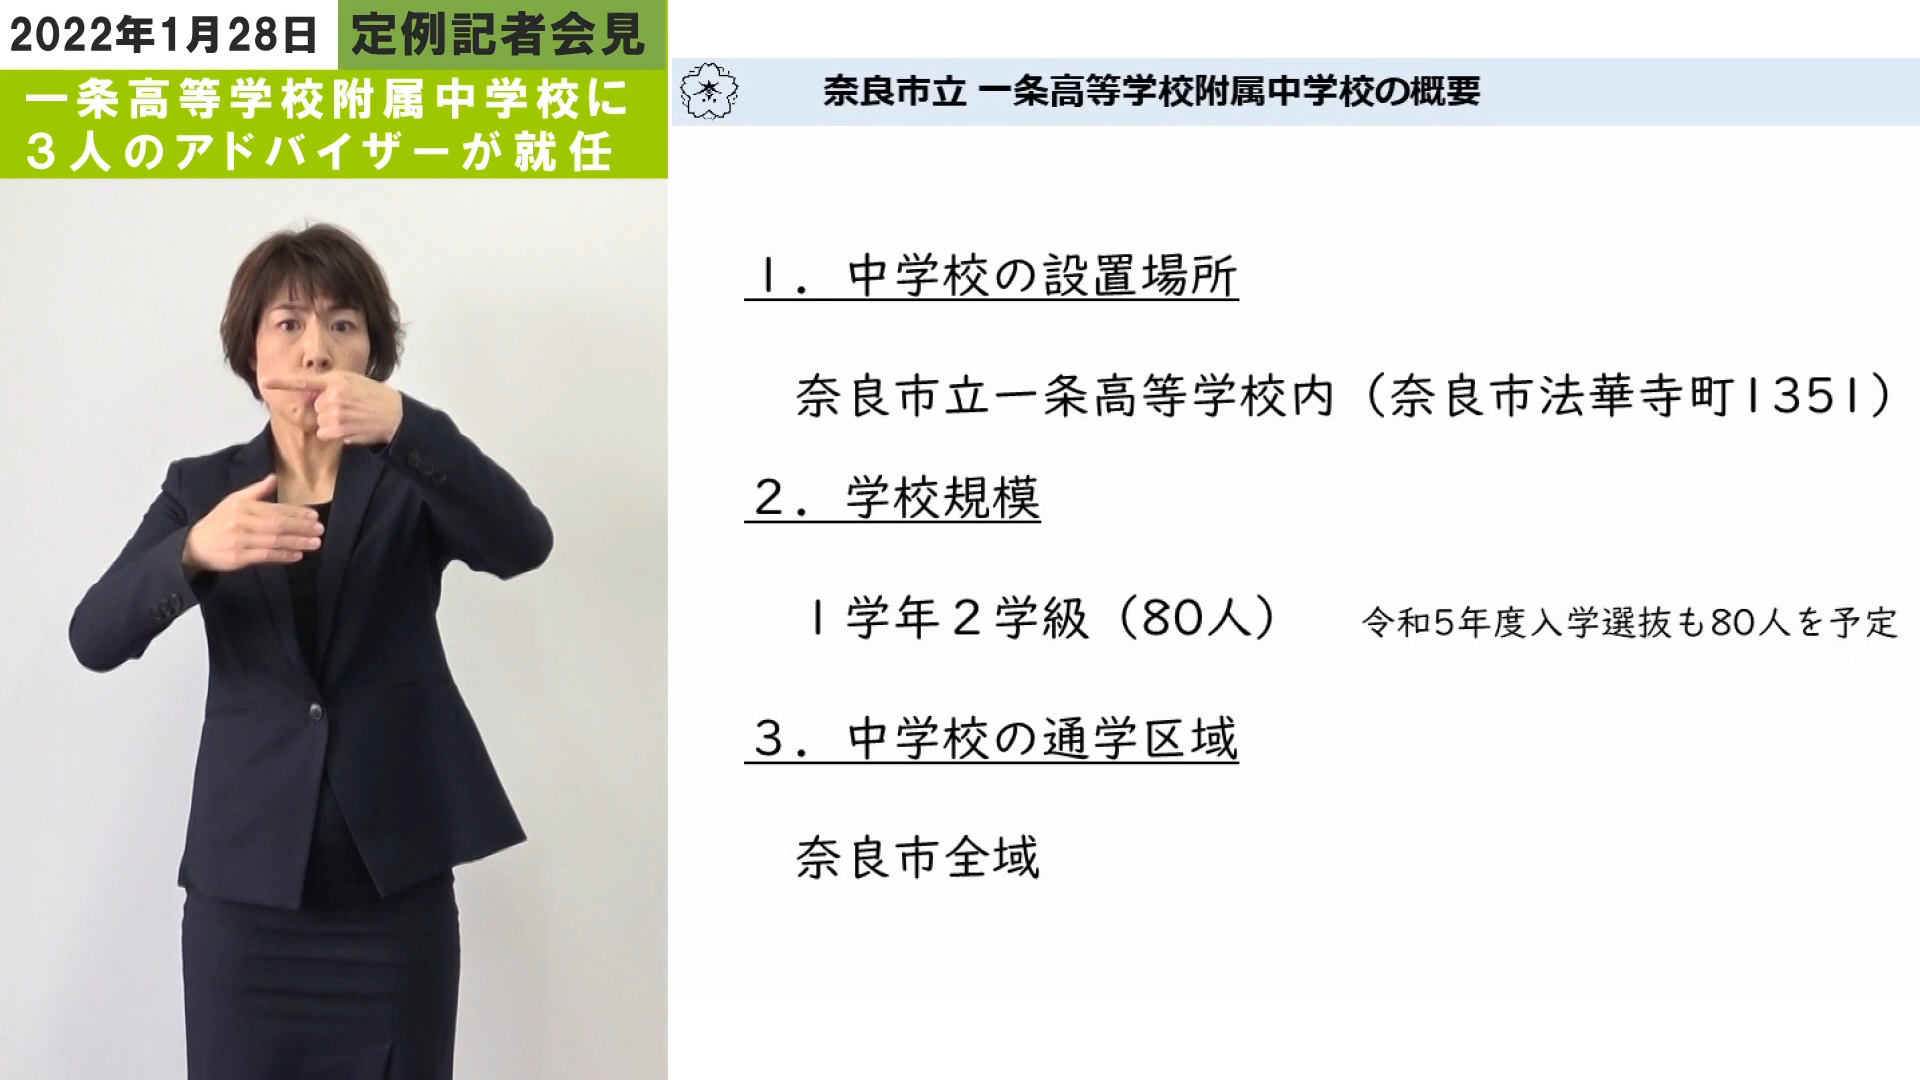 2022年1月28日 定例記者会見
一条高等学校附属中学校に
３人のアドバイザーが就任
奈良市立 一条高等学校附属中学校の概要
１．中学校の設置場所
奈良市立一条高等学校内（奈良市法華寺町1351）
２．学校規模
１学年２学級（80人） 令和5年度入学選抜も80人を予定
３．中学校の通学区域
奈良市全域